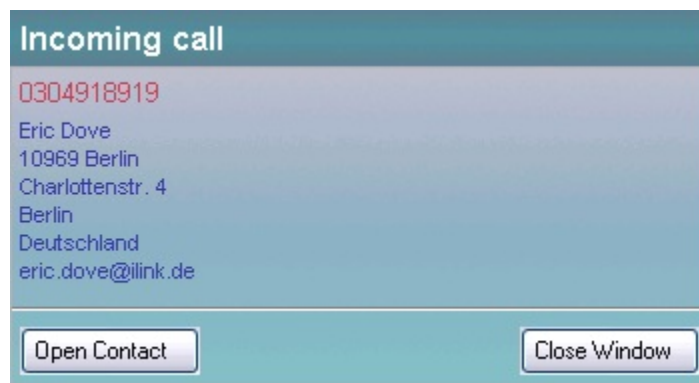 Incoming call
0304918919
Eric Dove
10969 Berlin
Charlottenstr. 4
Berlin
Deutschland
eric.dove@ilink.de
Open Contact
Close Window